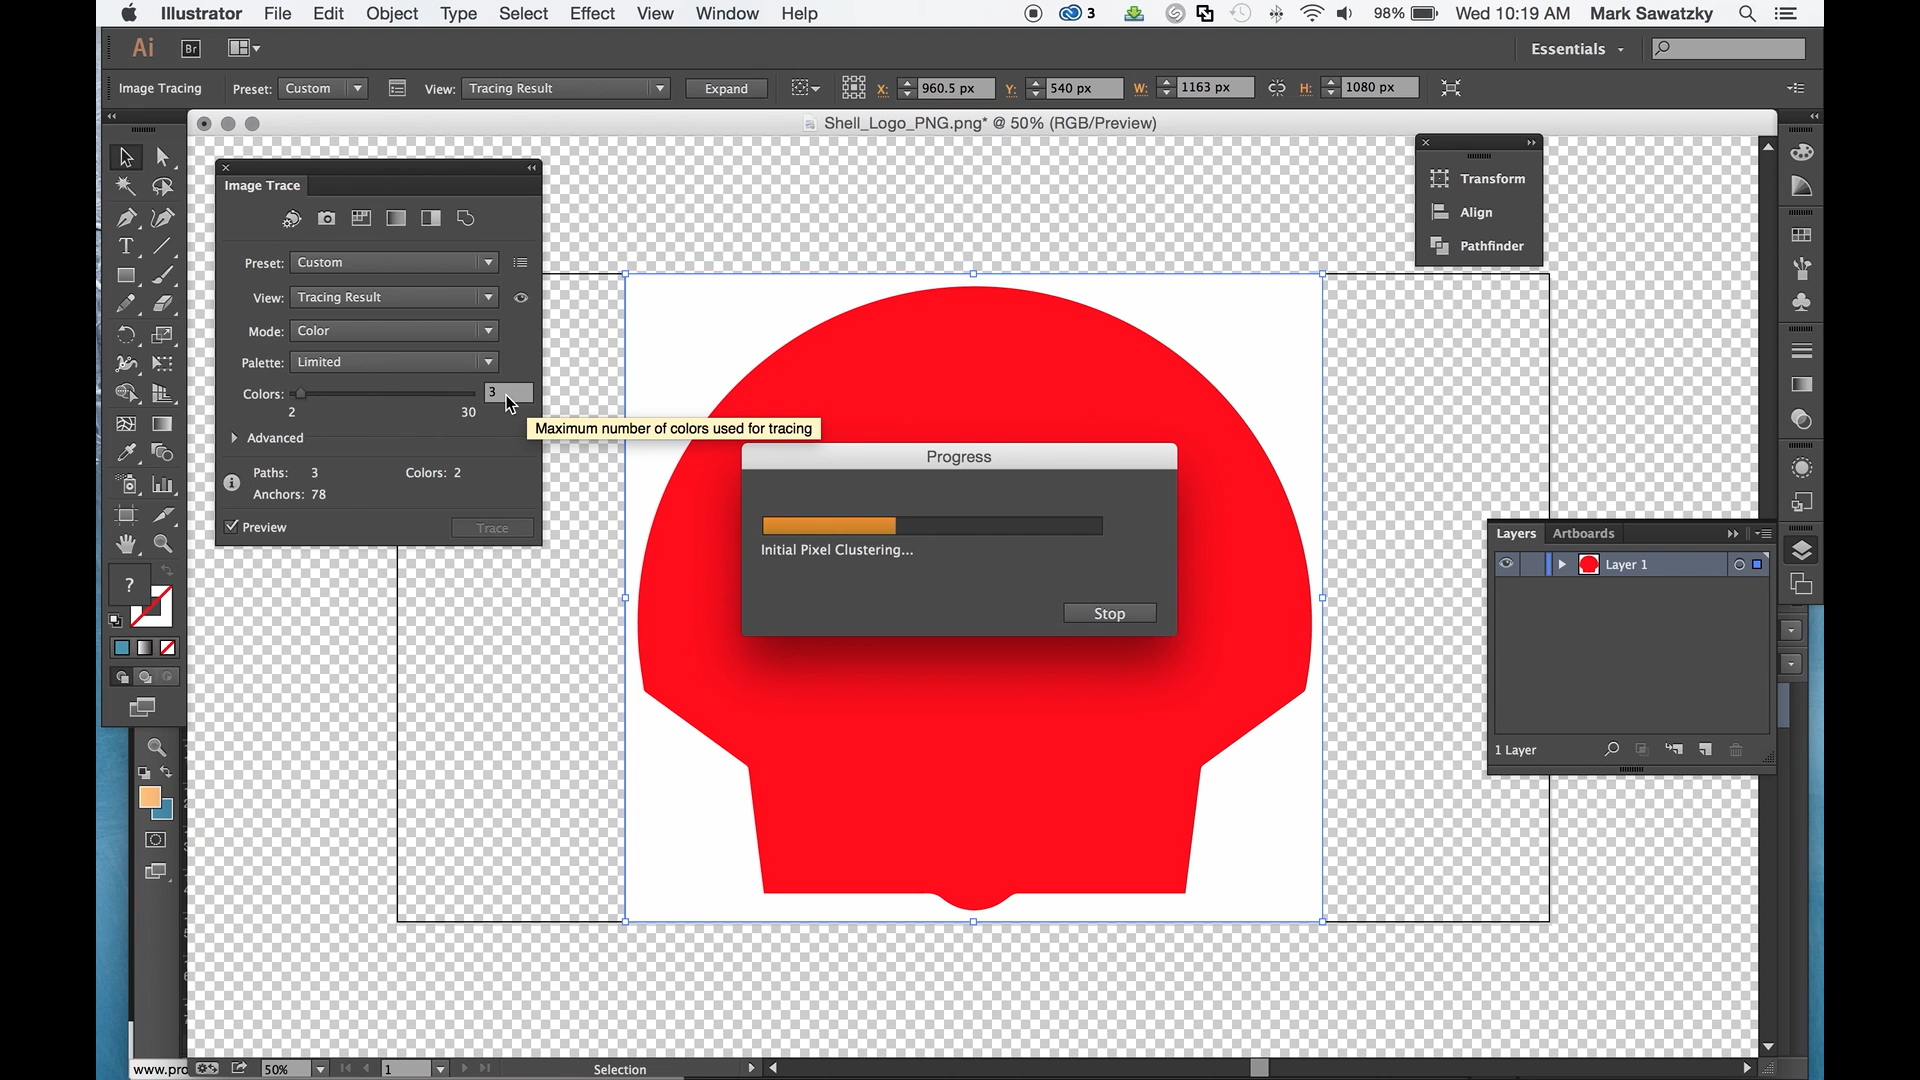 Illustrator File Edit Object Type Select Effect View Window Help
3 98% Wed 10:19 AM Mark Sawatzky
Ai Br Essentials
Image Tracing Preset: Custom View: Tracing Result Expand X: 960.5 px Y: 540 px W: 1163 px H: 1080 px
Shell_Logo_PNG.png* @ 50% (RGB/Preview)
Image Trace
Preset: Custom
View: Tracing Result
Mode: Color
Palette: Limited
Colors: 3
2 30
Maximum number of colors used for tracing
Advanced
Paths: 3 Colors: 2
Anchors: 78
Preview Trace
Transform
Align
Pathfinder
Progress
Initial Pixel Clustering...
Stop
Layers Artboards
Layer 1
1 Layer
?
T
www.pro
50% 1 Selection